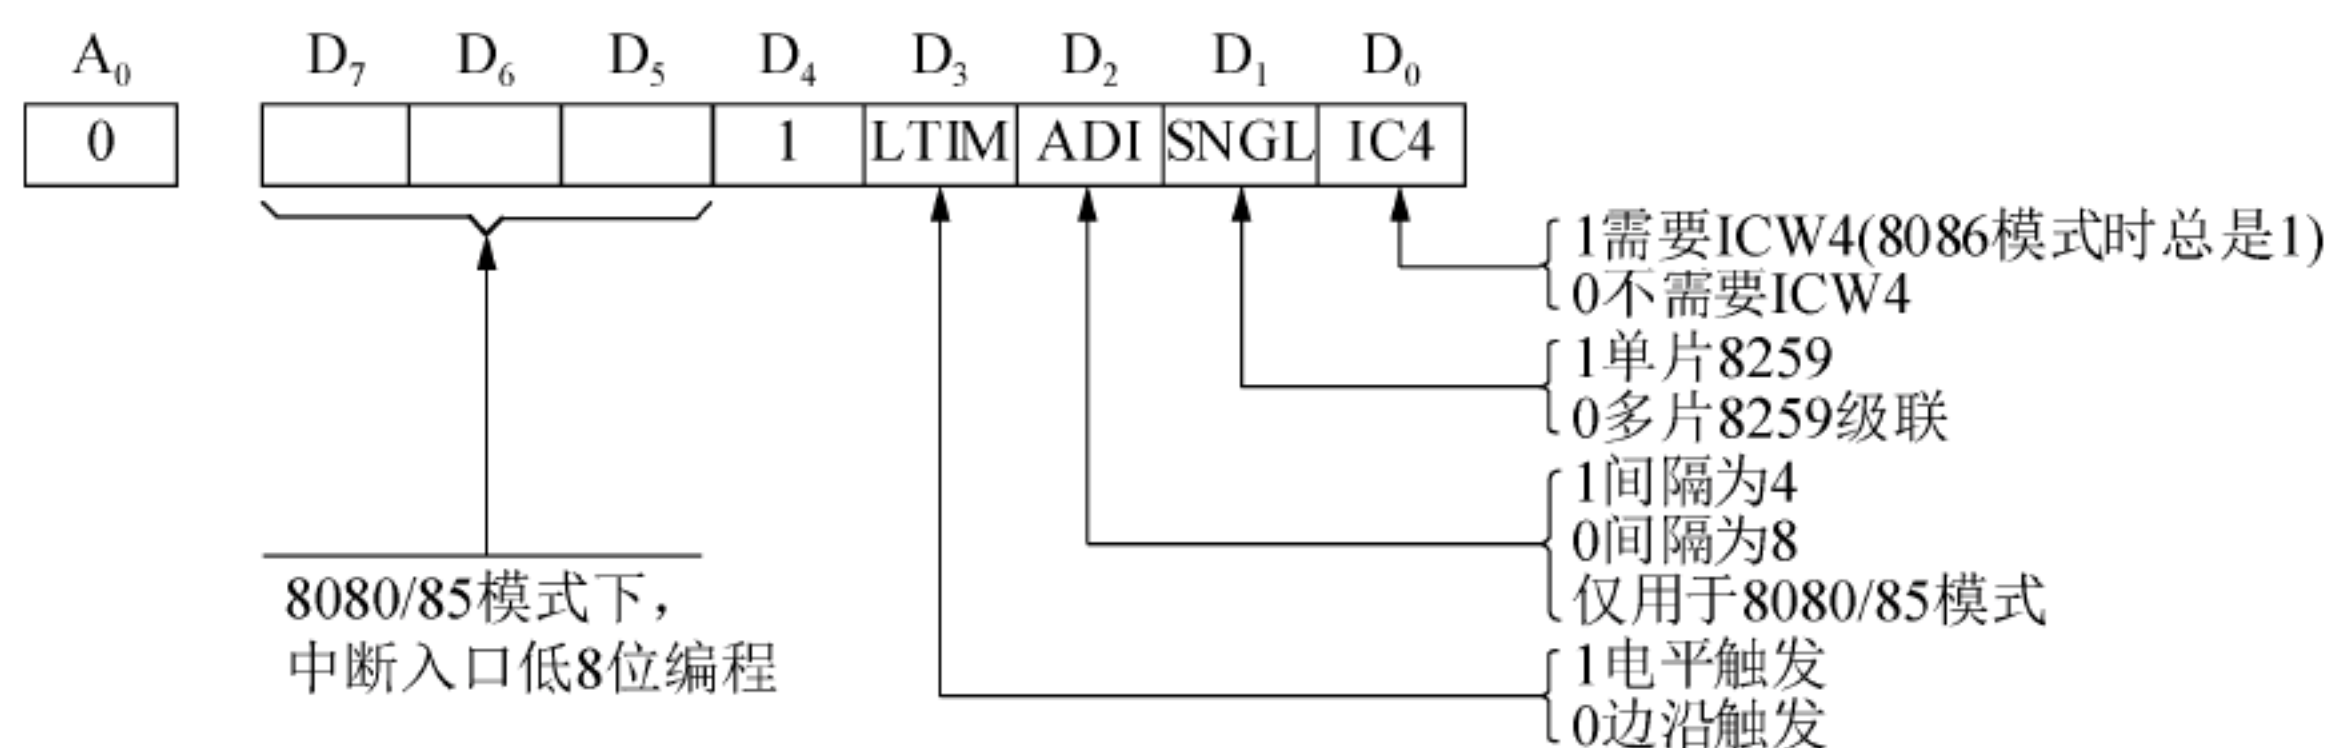 A₀ D₇ D₆ D₅ D₄ D₃ D₂ D₁ D₀
0 1 LTIM ADI SNGL IC4
1需要ICW4(8086模式时总是1)
0不需要ICW4
1单片8259
0多片8259级联
1间隔为4
0间隔为8
仅用于8080/85模式
8080/85模式下，
中断入口低8位编程
1电平触发
0边沿触发